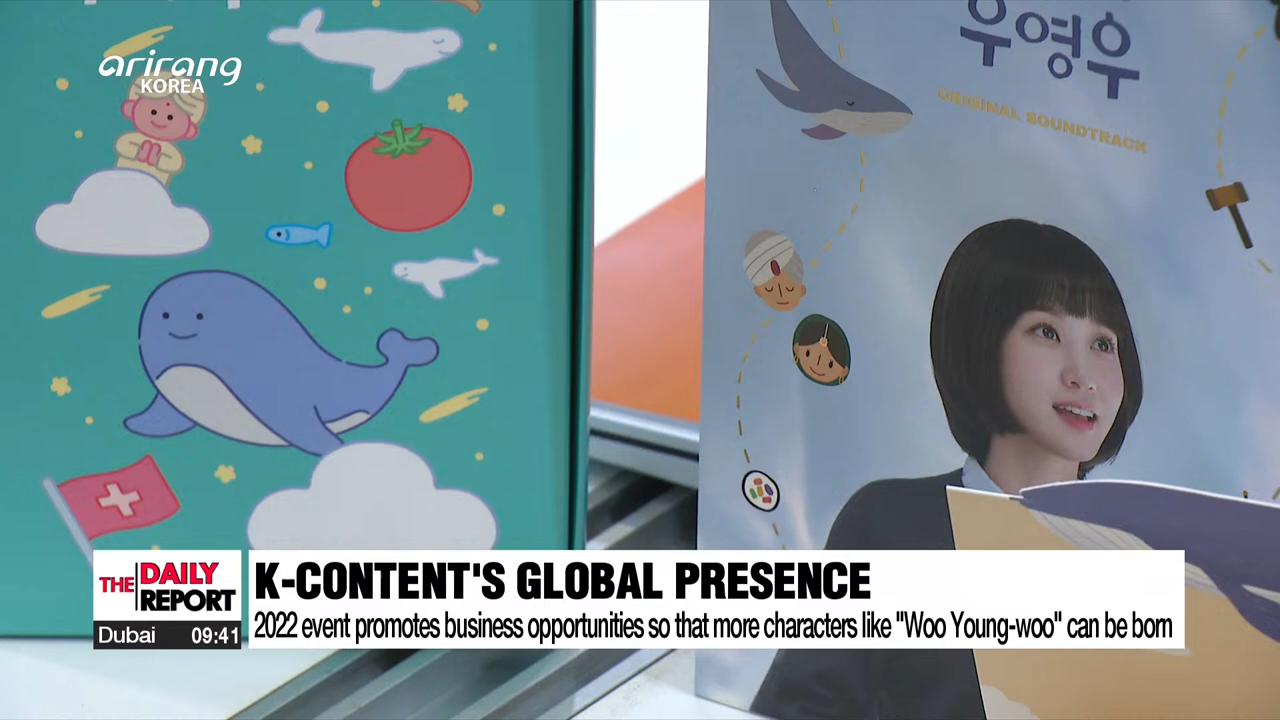 arirang
KOREA
우영우
ORIGINAL SOUNDTRACK
THE DAILY REPORT
K-CONTENT'S GLOBAL PRESENCE
Dubai 09:41
2022 event promotes business opportunities so that more characters like "Woo Young-woo" can be born